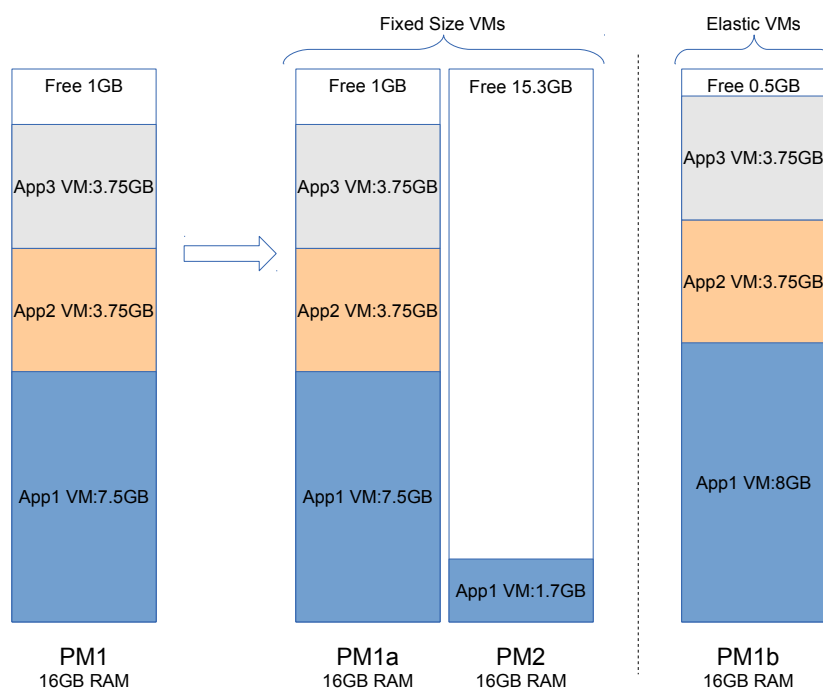 Fixed Size VMs
Elastic VMs
Free 1GB
App3 VM:3.75GB
App2 VM:3.75GB
App1 VM:7.5GB
PM1
16GB RAM
Free 1GB
App3 VM:3.75GB
App2 VM:3.75GB
App1 VM:7.5GB
PM1a
16GB RAM
Free 15.3GB
App1 VM:1.7GB
PM2
16GB RAM
Free 0.5GB
App3 VM:3.75GB
App2 VM:3.75GB
App1 VM:8GB
PM1b
16GB RAM